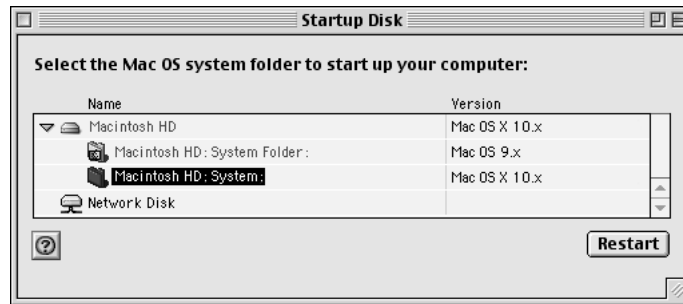 Startup Disk
Select the Mac OS system folder to start up your computer:
Name Version
Macintosh HD Mac OS X 10.x
Macintosh HD: System Folder: Mac OS 9.x
Macintosh HD: System: Mac OS X 10.x
Network Disk
? Restart